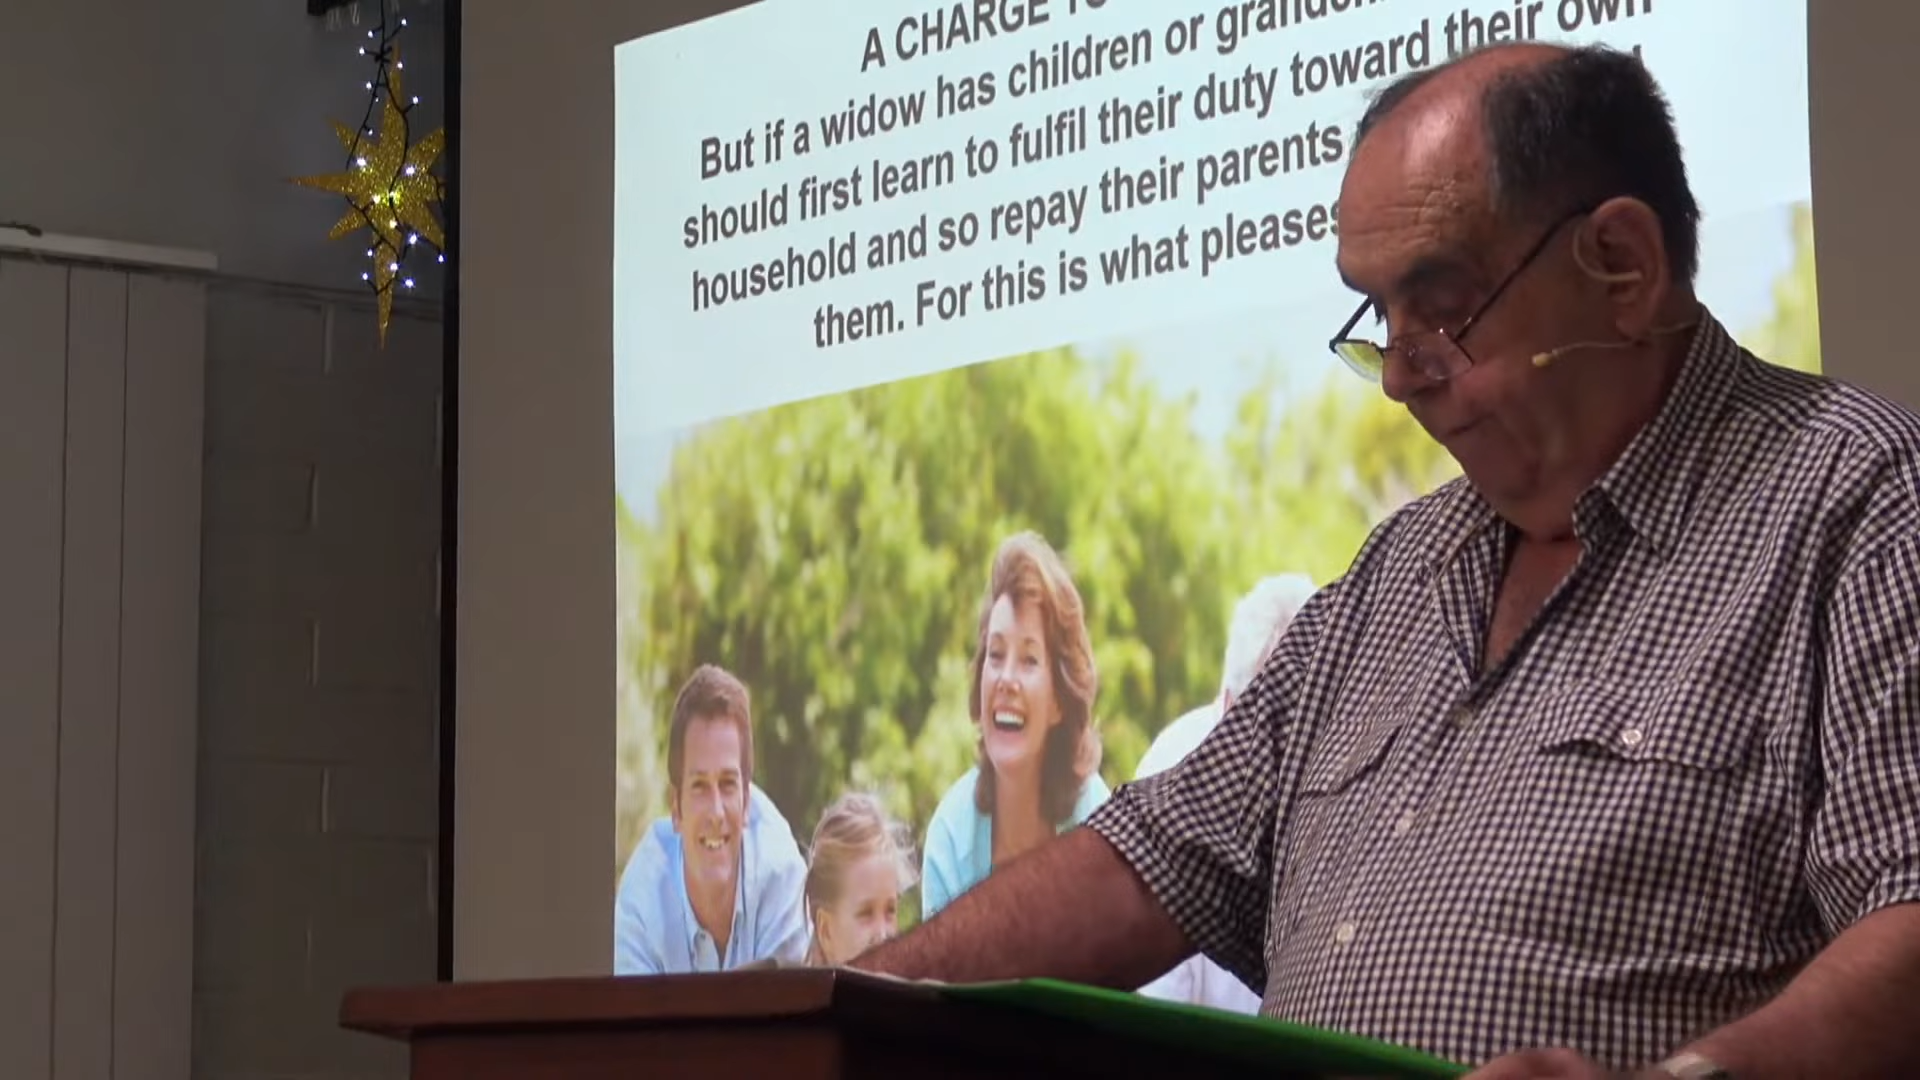 A CHARGE
But if a widow has children or
should first learn to fulfil their duty toward their own
household and so repay their parents
them. For this is what pleases